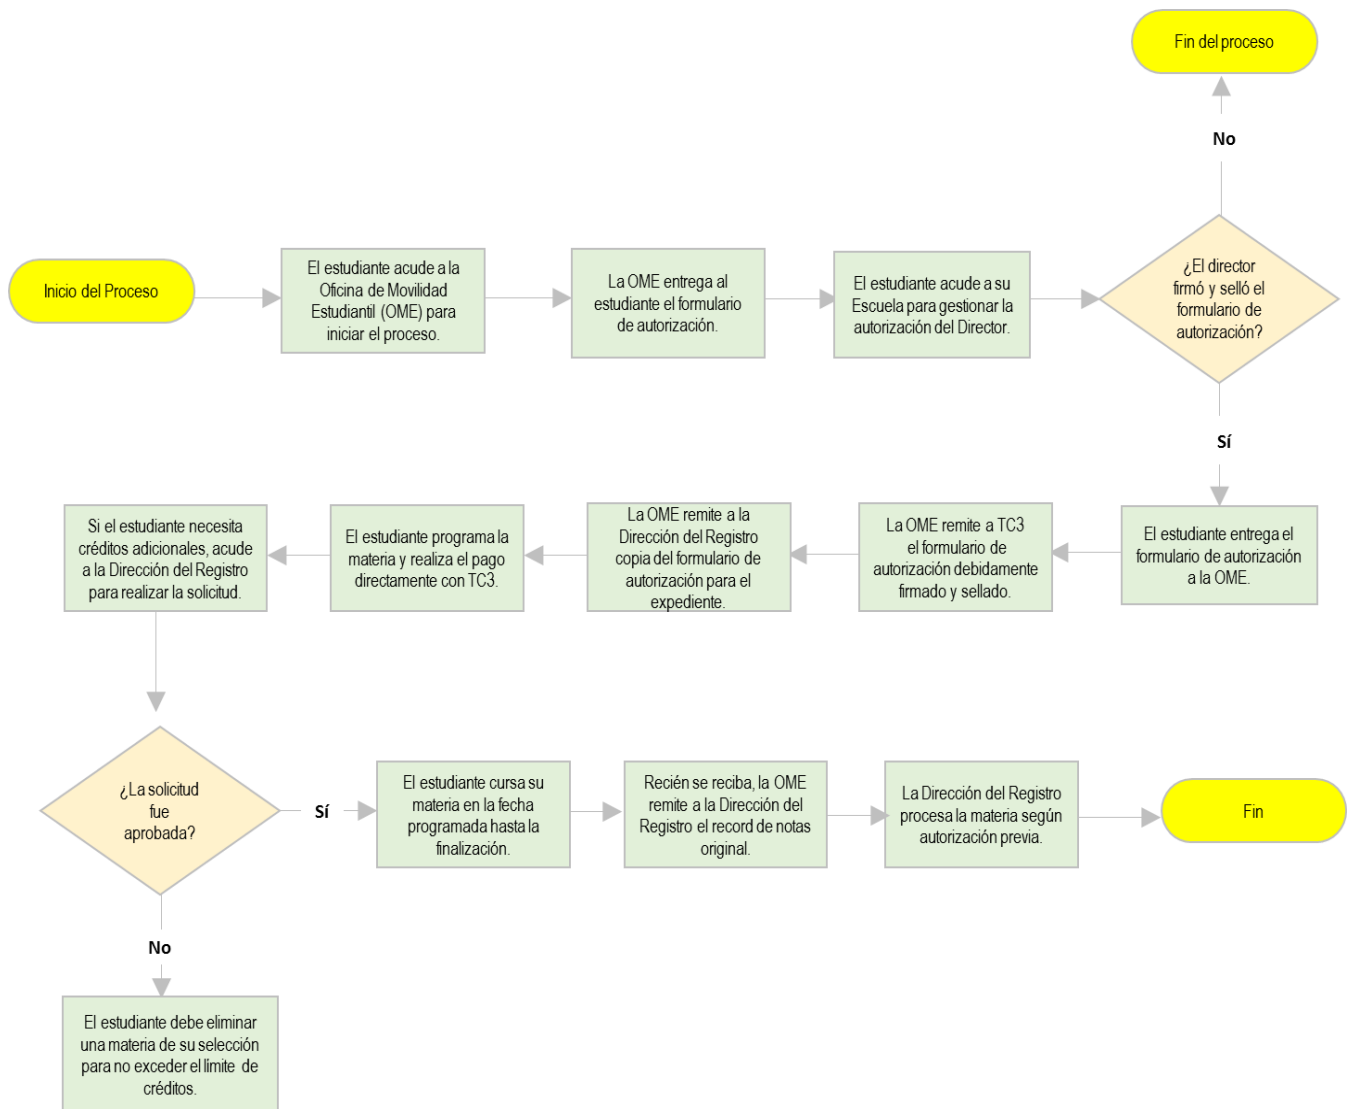 Fin del proceso
No
Inicio del Proceso
El estudiante acude a la
Oficina de Movilidad
Estudiantil (OME) para
iniciar el proceso.
La OME entrega al
estudiante el formulario
de autorización.
El estudiante acude a su
Escuela para gestionar la
autorización del Director.
¿El director
firmó y selló el
formulario de
autorización?
Sí
El estudiante entrega el
formulario de autorización
a la OME.
La OME remite a TC3
el formulario de
autorización debidamente
firmado y sellado.
La OME remite a la
Dirección del Registro
copia del formulario de
autorización para el
expediente.
El estudiante programa la
materia y realiza el pago
directamente con TC3.
Si el estudiante necesita
créditos adicionales, acude
a la Dirección del Registro
para realizar la solicitud.
¿La solicitud
fue
aprobada?
Sí
El estudiante cursa su
materia en la fecha
programada hasta la
finalización.
Recién se reciba, la OME
remite a la Dirección del
Registro el record de notas
original.
La Dirección del Registro
procesa la materia según
autorización previa.
Fin
No
El estudiante debe eliminar
una materia de su selección
para no exceder el límite de
créditos.